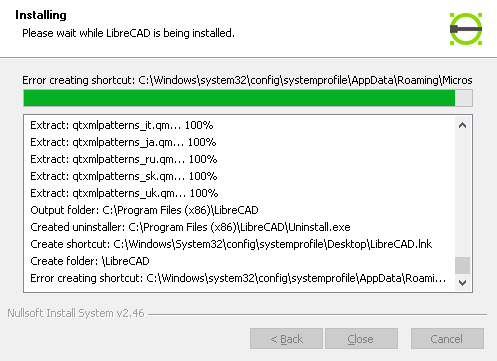 Installing
Please wait while LibreCAD is being installed.
Error creating shortcut: C:\Windows\system32\config\systemprofile\AppData\Roaming\Micros
Extract: qtxmlpatterns_it.qm... 100%
Extract: qtxmlpatterns_ja.qm... 100%
Extract: qtxmlpatterns_ru.qm... 100%
Extract: qtxmlpatterns_sk.qm... 100%
Extract: qtxmlpatterns_uk.qm... 100%
Output folder: C:\Program Files (x86)\LibreCAD
Created uninstaller: C:\Program Files (x86)\LibreCAD\Uninstall.exe
Create shortcut: C:\Windows\System32\config\systemprofile\Desktop\LibreCAD.lnk
Create folder: \LibreCAD
Error creating shortcut: C:\Windows\system32\config\systemprofile\AppData\Roami...
Nullsoft Install System v2.46
< Back
Close
Cancel